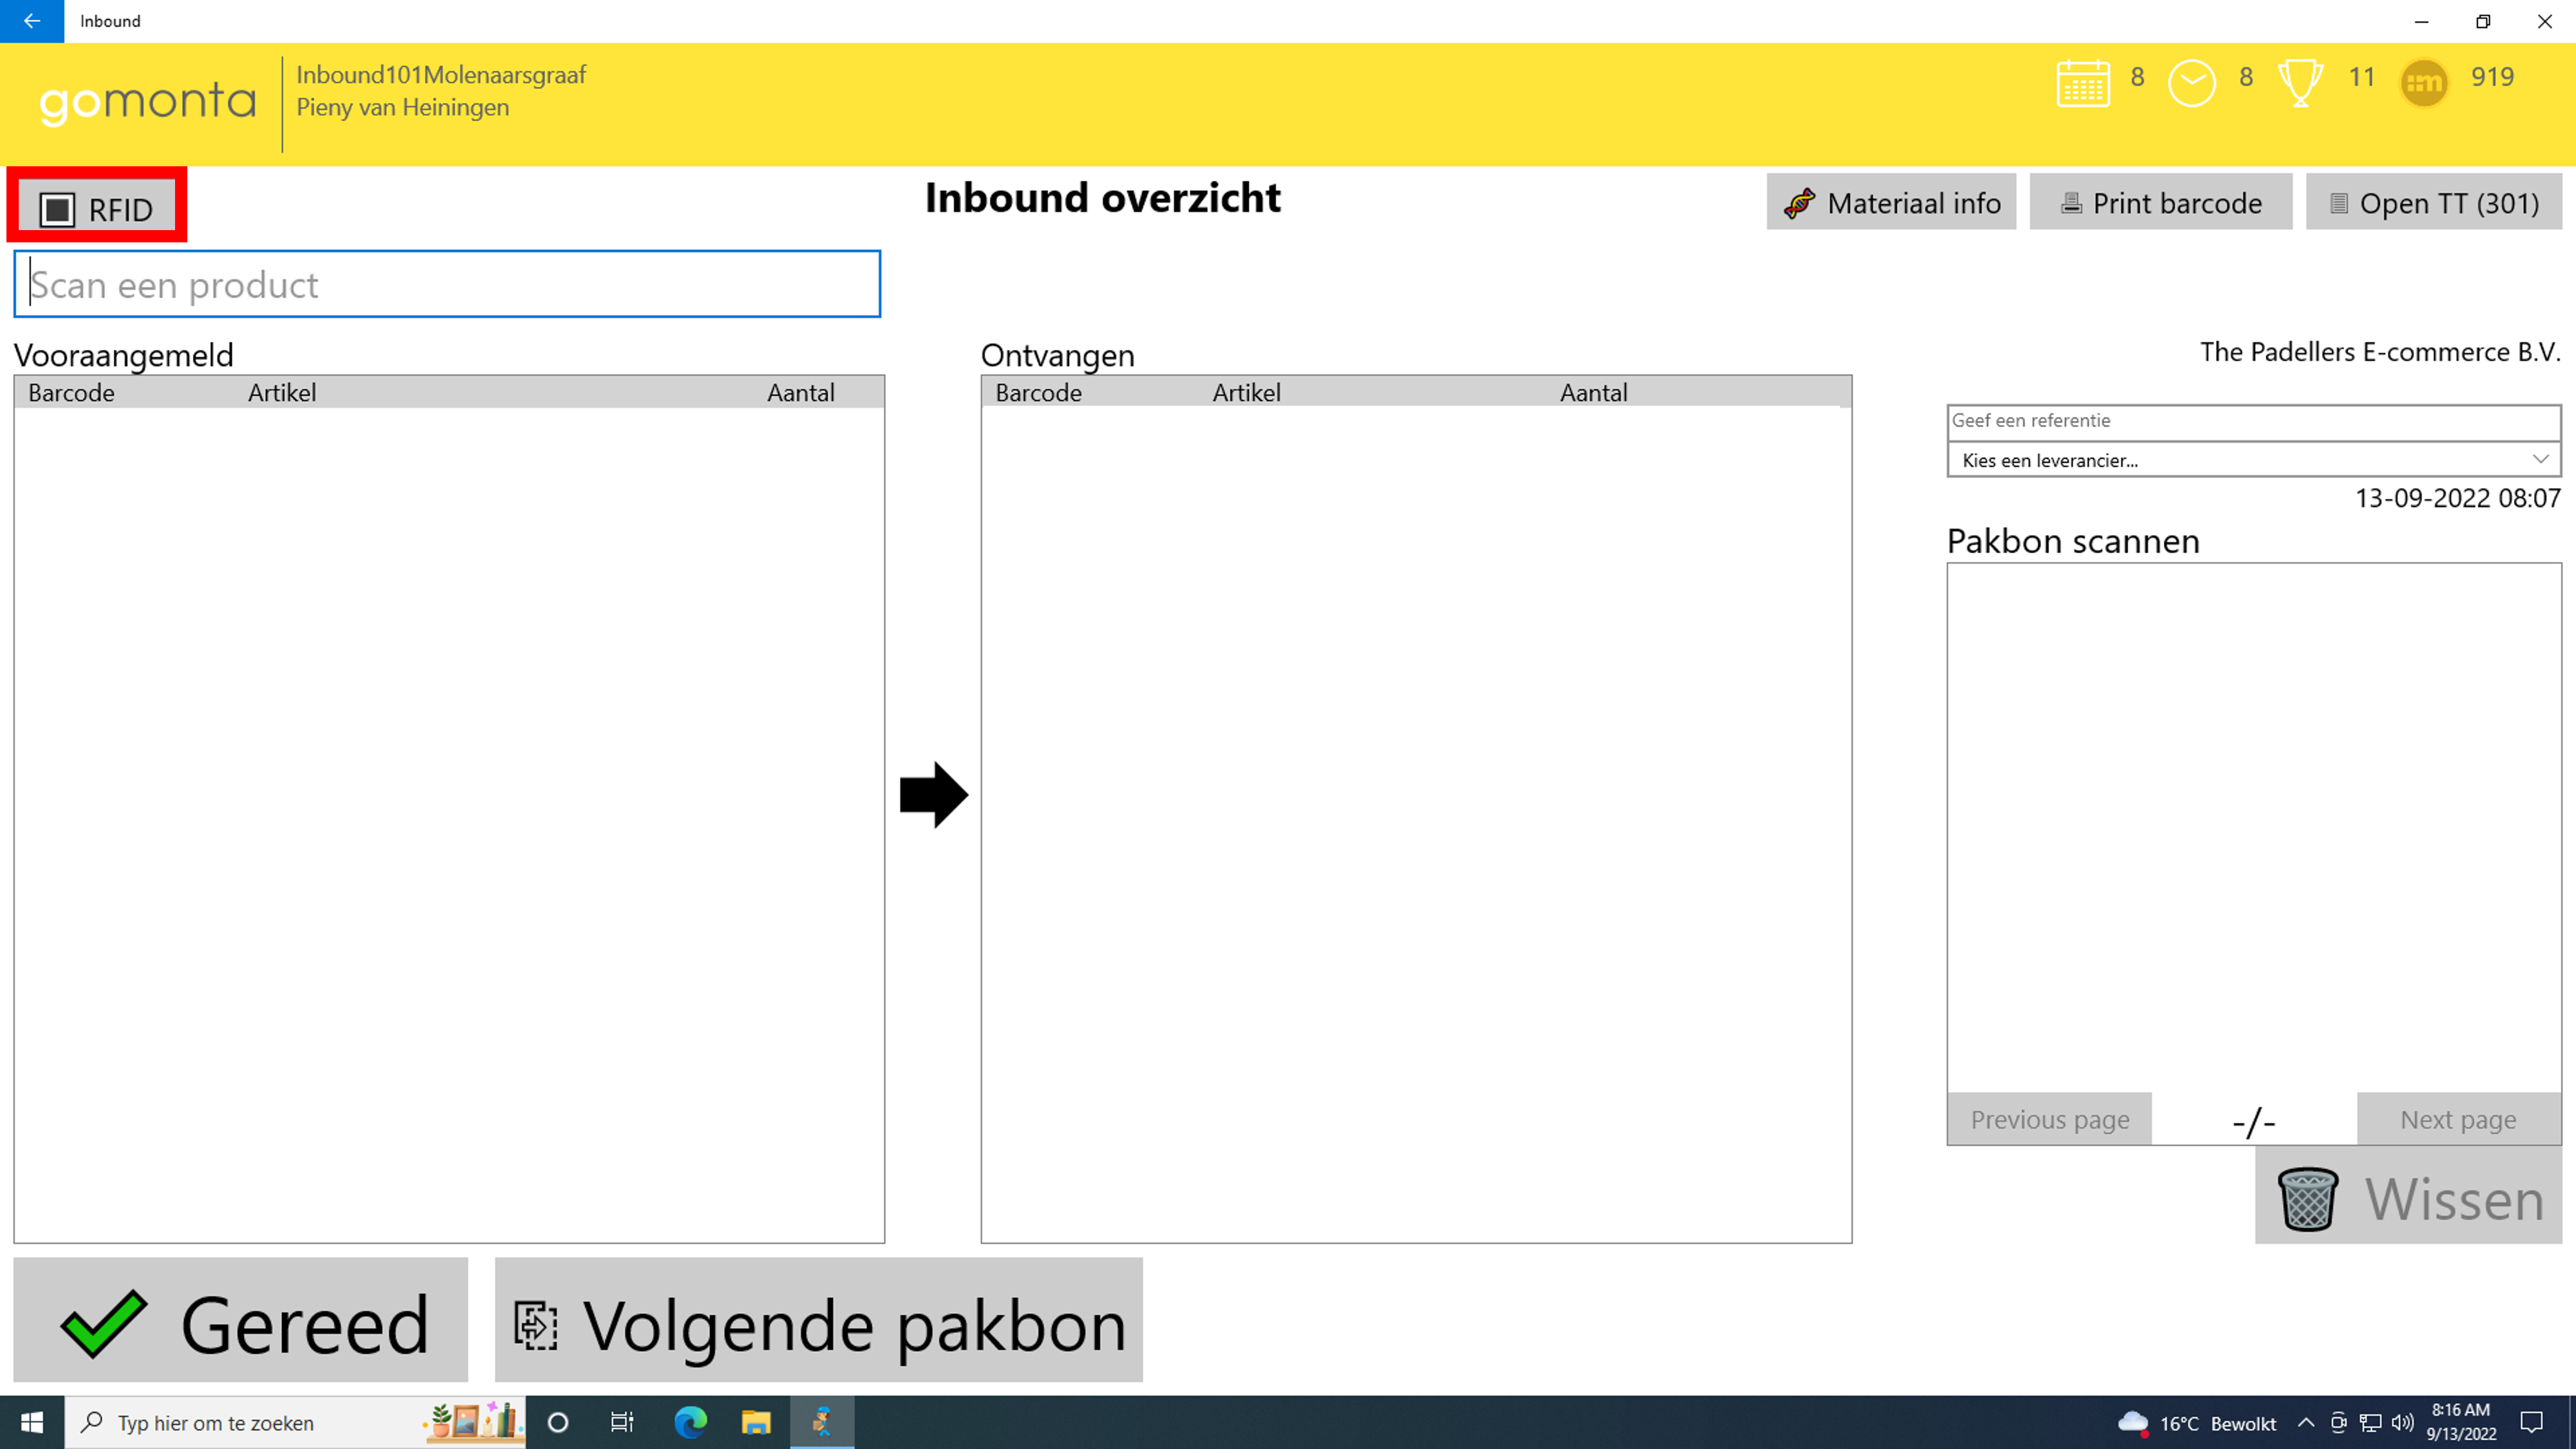 Inbound
gomonta
Inbound101Molenaarsgraaf
Pieny van Heiningen
8
8
11
:m
919
RFID
Inbound overzicht
Materiaal info
Print barcode
Open TT (301)
Scan een product
Vooraangemeld
Barcode Artikel Aantal
Ontvangen
Barcode Artikel Aantal
The Padellers E-commerce B.V.
Geef een referentie
Kies een leverancier...
13-09-2022 08:07
Pakbon scannen
Previous page
-/-
Next page
Wissen
Gereed
Volgende pakbon
Typ hier om te zoeken
16°C Bewolkt
8:16 AM
9/13/2022